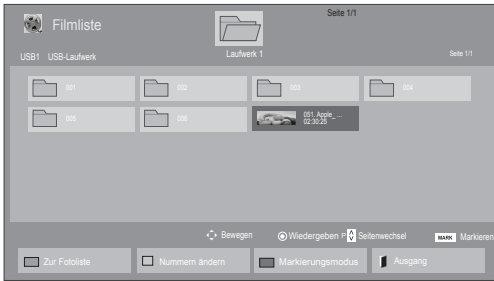 Filmliste
Seite 1/1
USB1 USB-Laufwerk
Laufwerk 1
Seite 1/1
001
002
003
004
005
006
051. Apple_ ...
02:30:25
Bewegen
Wiedergeben
P
Seitenwechsel
MARK
Markieren
Zur Fotoliste
Nummern ändern
Markierungsmodus
Ausgang